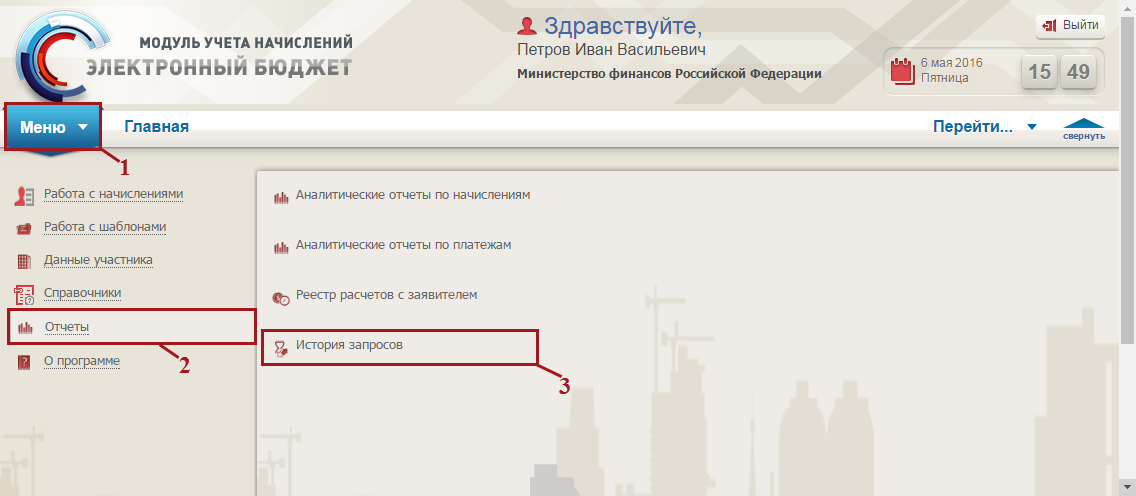 Здравствуйте,
Выйти
МОДУЛЬ УЧЕТА НАЧИСЛЕНИЙ
ЭЛЕКТРОННЫЙ БЮДЖЕТ
Петров Иван Васильевич
Министерство финансов Российской Федерации
6 мая 2016
Пятница
15 49
Меню
Главная
Перейти...
свернуть
1
Работа с начислениями
Работа с шаблонами
Данные участника
Справочники
Отчеты
О программе
2
Аналитические отчеты по начислениям
Аналитические отчеты по платежам
Реестр расчетов с заявителем
История запросов
3